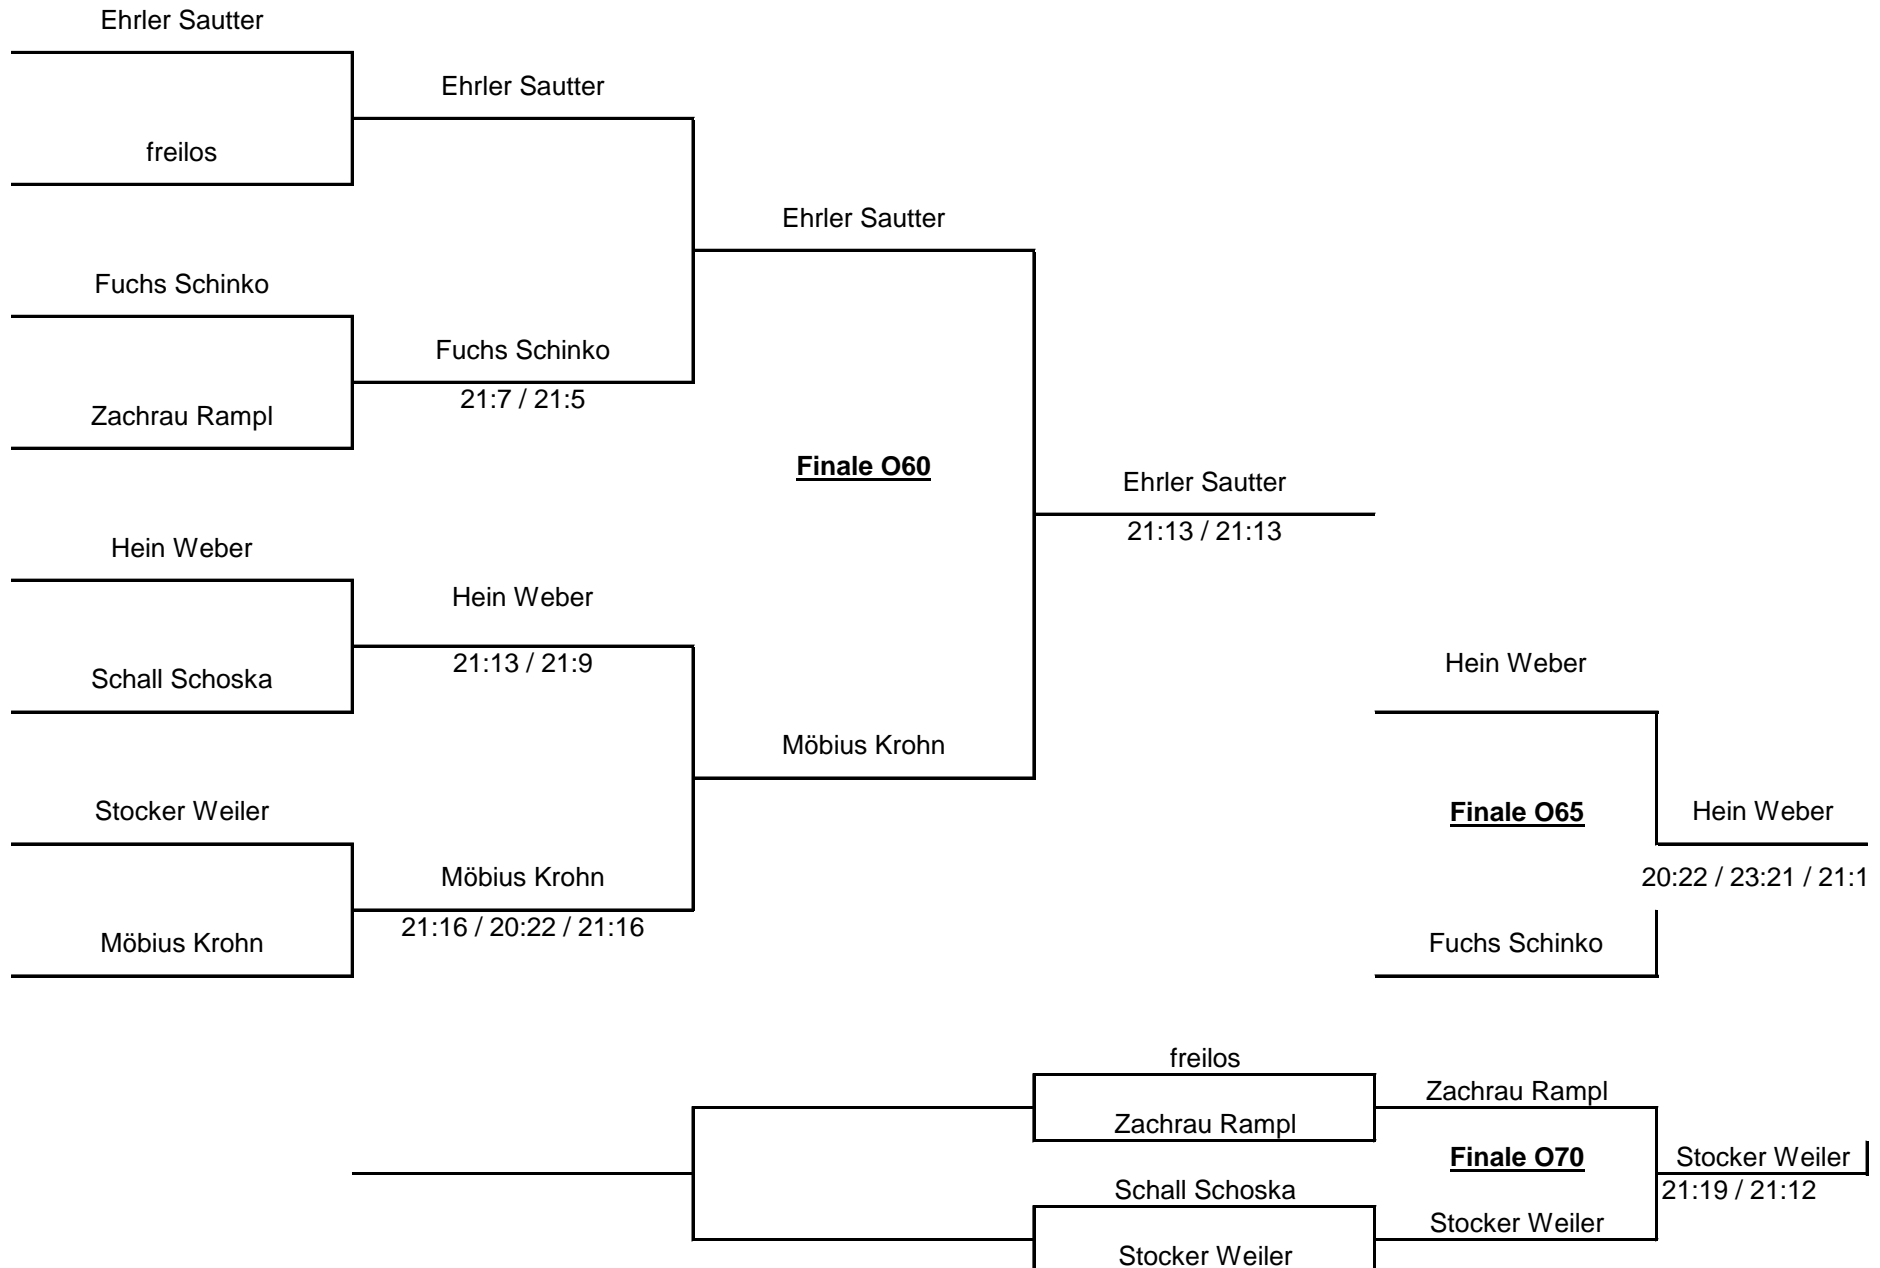 Ehrler Sautter
Ehrler Sautter
freilos
Ehrler Sautter
Fuchs Schinko
Fuchs Schinko
21:7 / 21:5
Zachrau Rampl
Finale O60
Ehrler Sautter
21:13 / 21:13
Hein Weber
Hein Weber
21:13 / 21:9
Schall Schoska
Hein Weber
Möbius Krohn
Stocker Weiler
Finale O65
Hein Weber
Möbius Krohn
20:22 / 23:21 / 21:1
21:16 / 20:22 / 21:16
Möbius Krohn
Fuchs Schinko
freilos
Zachrau Rampl
Zachrau Rampl
Finale O70
Stocker Weiler
Schall Schoska
21:19 / 21:12
Stocker Weiler
Stocker Weiler